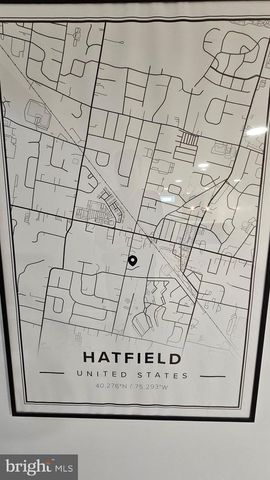 HATFIELD
UNITED STATES
40.276°N / 75.293°W
bright MLS